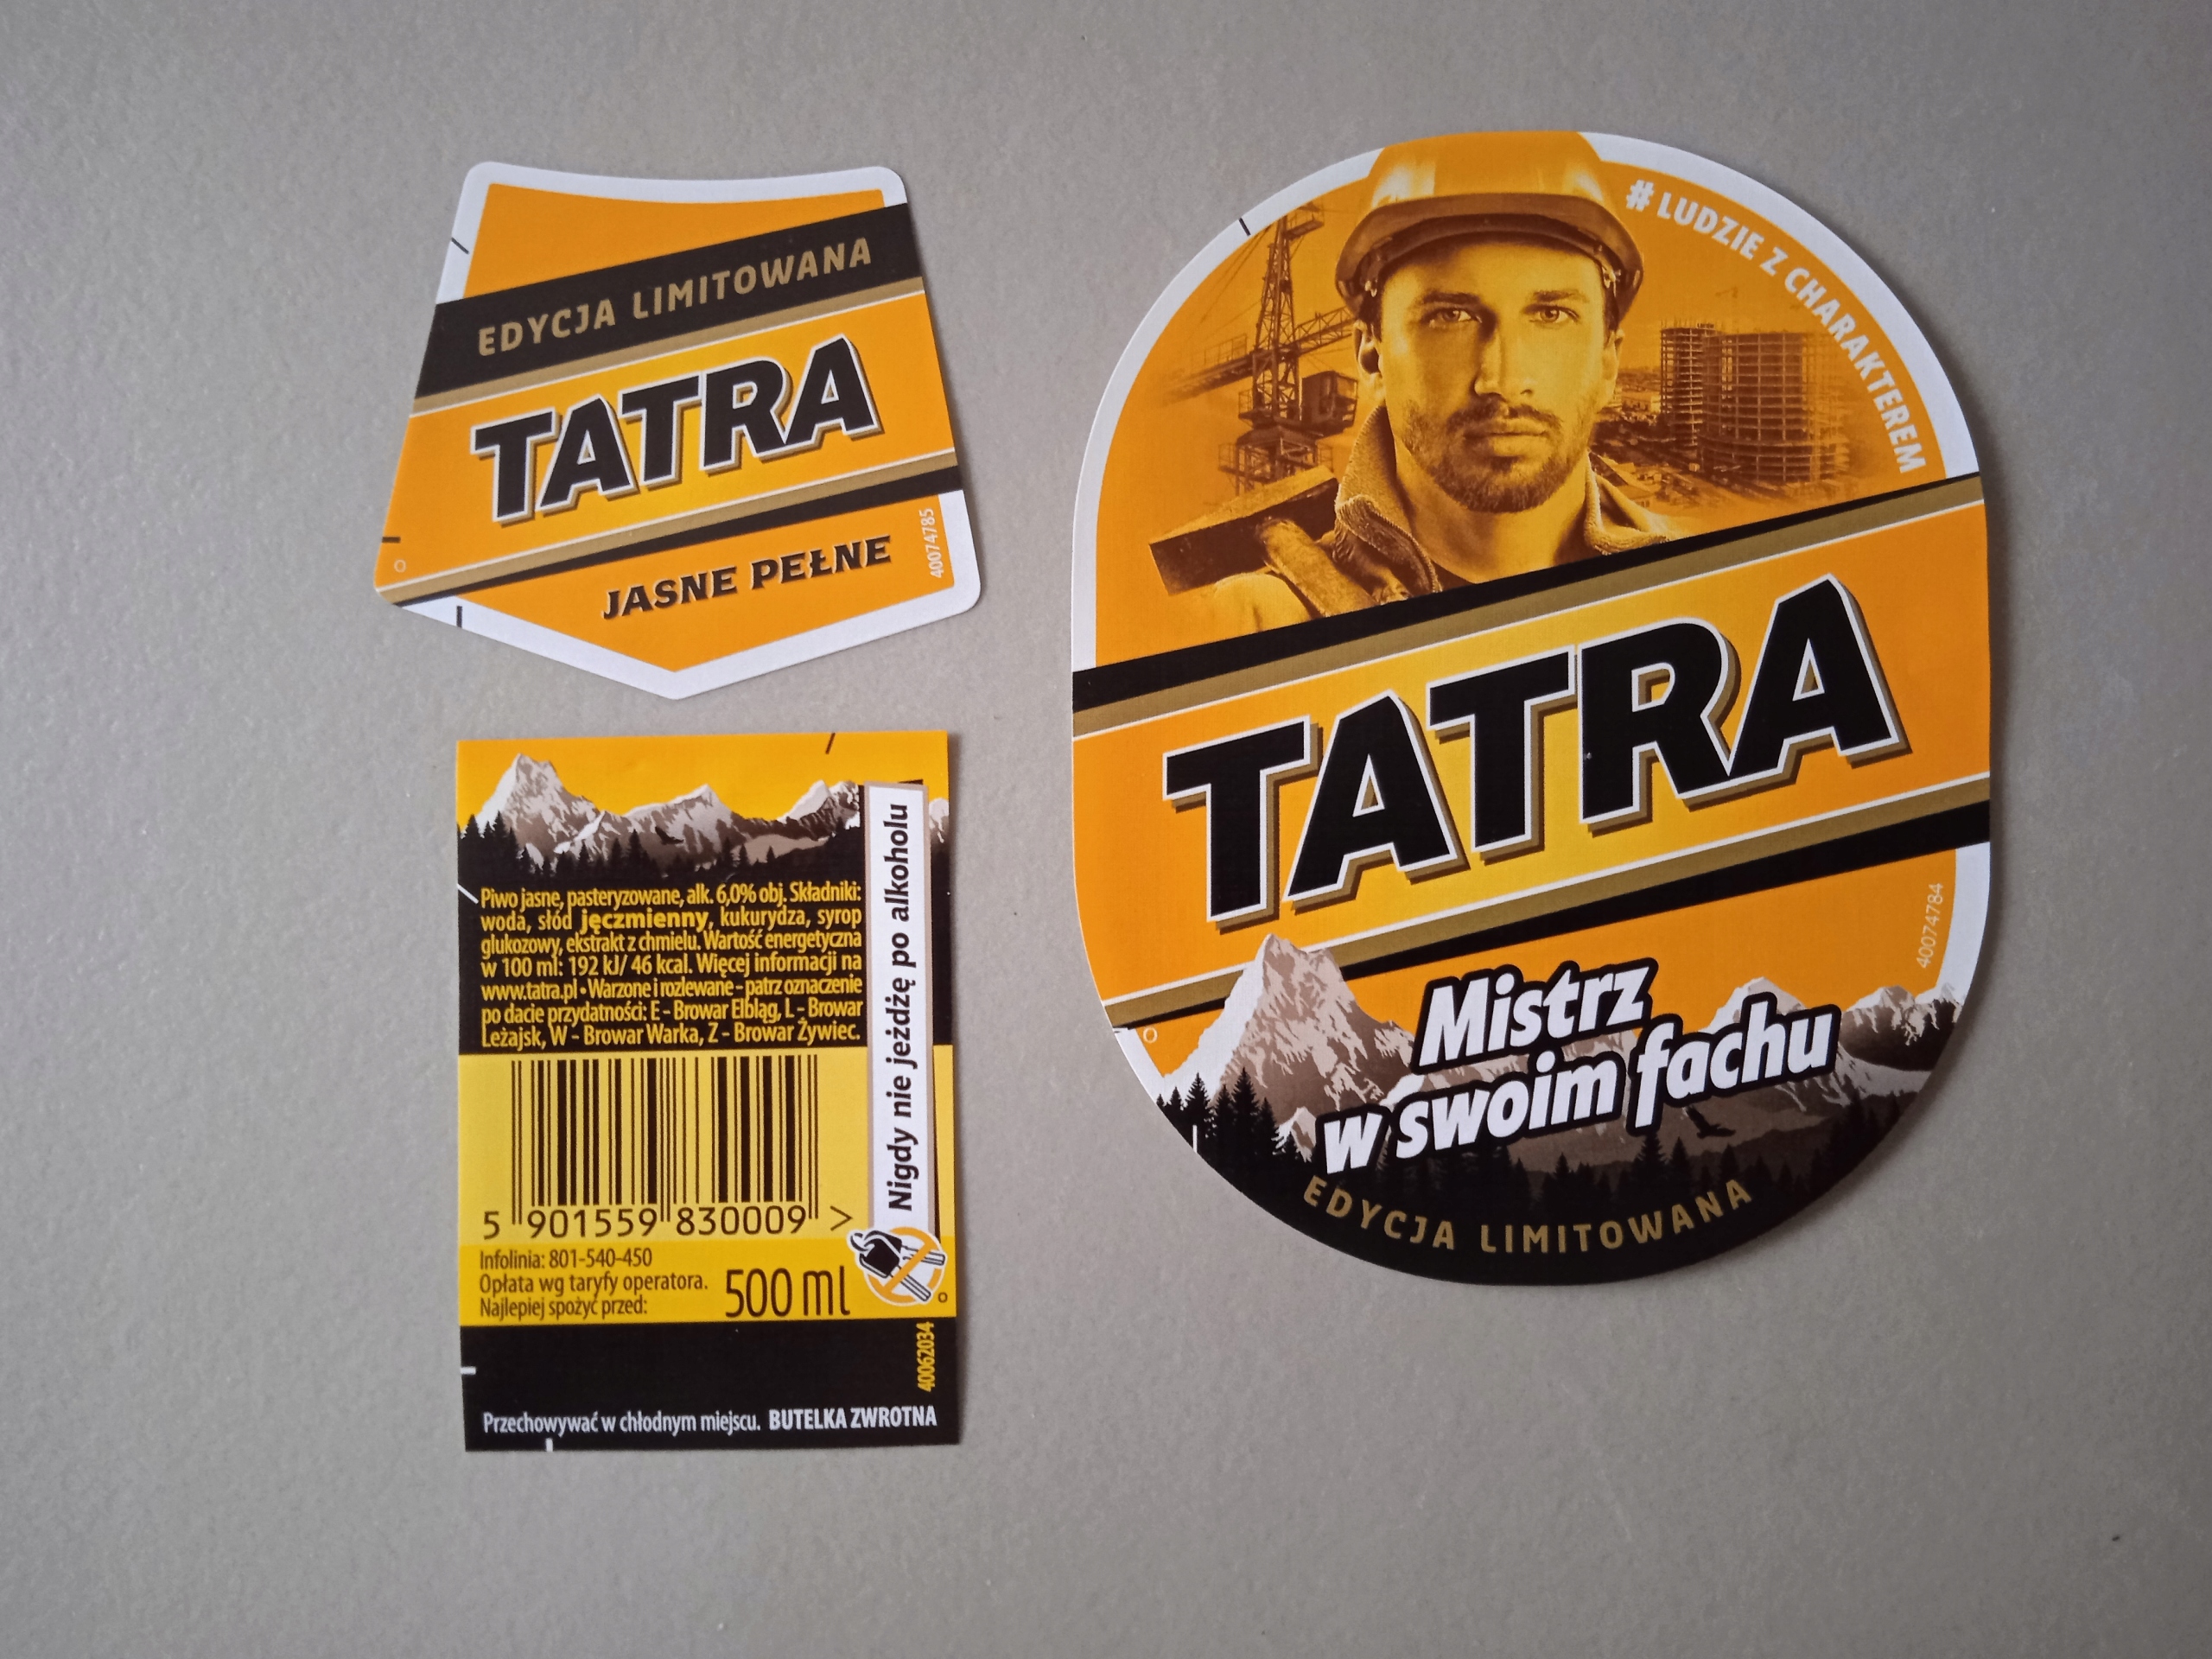 EDYCJA LIMITOWANA
TATRA
JASNE PEŁNE
40074785
Piwo jasne, pasteryzowane, alk. 6,0% obj. Składniki:
woda, słód jęczmienny, kukurydza, syrop
glukozowy, ekstrakt z chmielu. Wartość energetyczna
w 100 ml: 192 kJ/ 46 kcal. Więcej informacji na
www.tatra.pl • Warzone i rozlewane – patrz oznaczenie
po dacie przydatności: E – Browar Elbląg, L – Browar
Leżajsk, W – Browar Warka, Z – Browar Żywiec.
Nigdy nie jeżdżę po alkoholu
5 901559 830009 >
Infolinia: 801-540-450
Opłata wg taryfy operatora.
Najlepiej spożyć przed:
500 ml
40062034
Przechowywać w chłodnym miejscu. BUTELKA ZWROTNA
# LUDZIE Z CHARAKTEREM
TATRA
40074784
Mistrz
w swoim fachu
EDYCJA LIMITOWANA